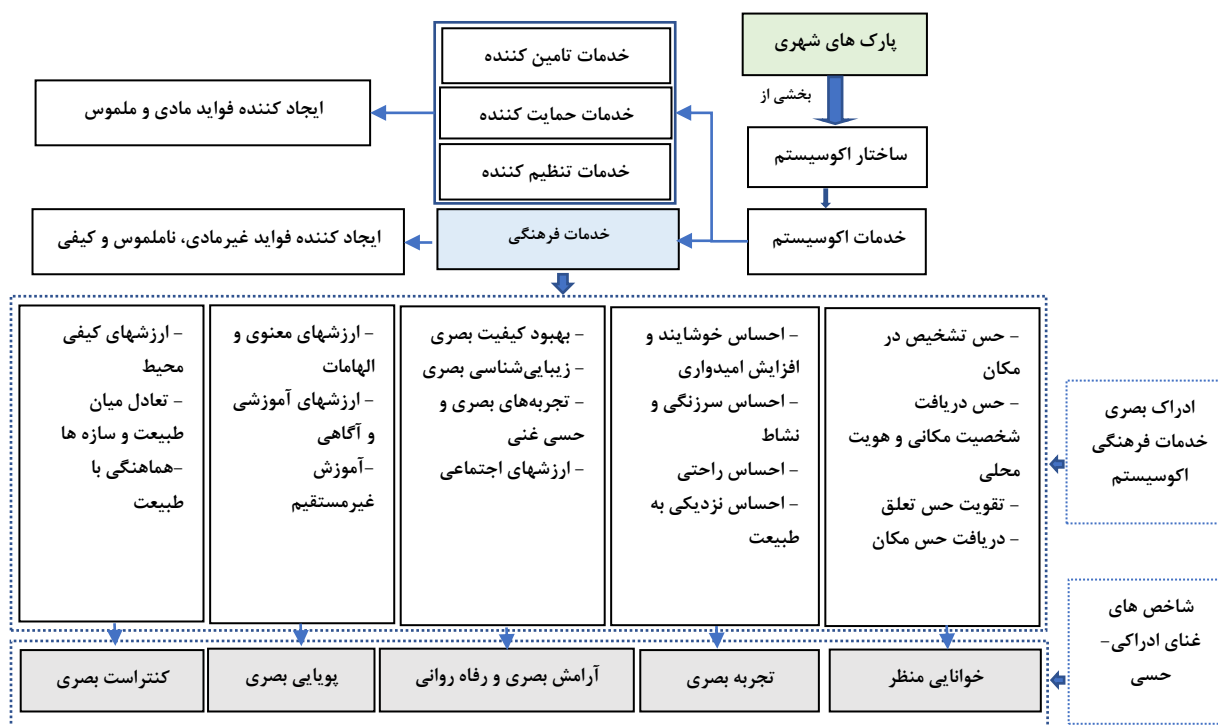 پارک های شهری
بخشی از
ساختار اکوسیستم
خدمات اکوسیستم
خدمات تامین کننده
خدمات حمایت کننده
خدمات تنظیم کننده
خدمات فرهنگی
ایجاد کننده فواید مادی و ملموس
ایجاد کننده فواید غیرمادی، ناملموس و کیفی
– حس تشخیص در
مکان
– حس دریافت
شخصیت مکانی و هویت
محلی
– تقویت حس تعلق
– دریافت حس مکان
– احساس خوشایند و
افزایش امیدواری
– احساس سرزنگی و
نشاط
– احساس راحتی
– احساس نزدیکی به
طبیعت
– بهبود کیفیت بصری
– زیبایی‌شناسی بصری
– تجربه‌های بصری و
حسی غنی
– ارزشهای اجتماعی
– ارزشهای معنوی و
الهامات
– ارزشهای آموزشی
و آگاهی
–آموزش
غیرمستقیم
– ارزشهای کیفی
محیط
– تعادل میان
طبیعت و سازه ها
–هماهنگی با
طبیعت
ادراک بصری
خدمات فرهنگی
اکوسیستم
خوانایی منظر
تجربه بصری
آرامش بصری و رفاه روانی
پویایی بصری
کنتراست بصری
شاخص های
غنای ادراکی–
حسی